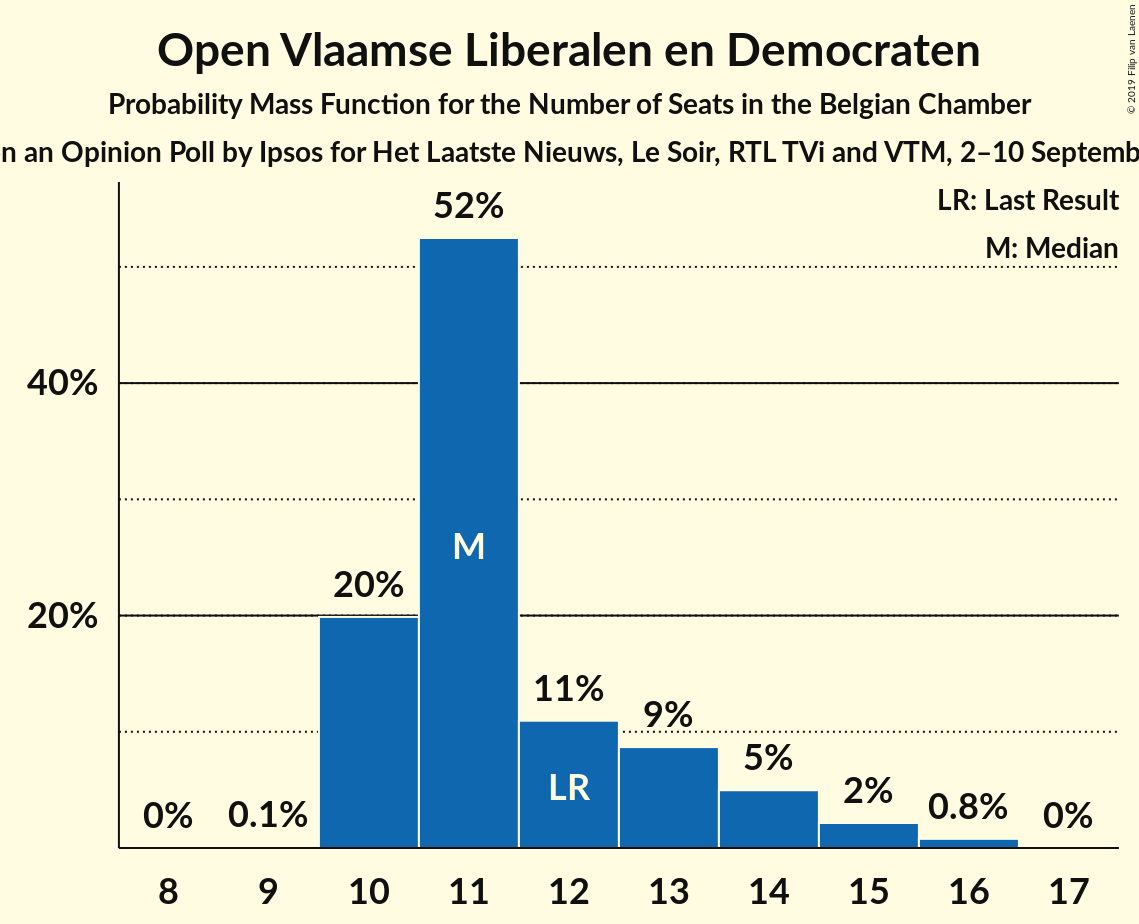 © 2019 Filip van Laenen
Open Vlaamse Liberalen en Democraten
Probability Mass Function for the Number of Seats in the Belgian Chamber
n an Opinion Poll by Ipsos for Het Laatste Nieuws, Le Soir, RTL TVi and VTM, 2–10 Septemb
LR: Last Result
M: Median
52%
40%
M
20%
20%
11%
9%
5%
LR
2%
0%
0.1%
0.8%
0%
8 9 10 11 12 13 14 15 16 17